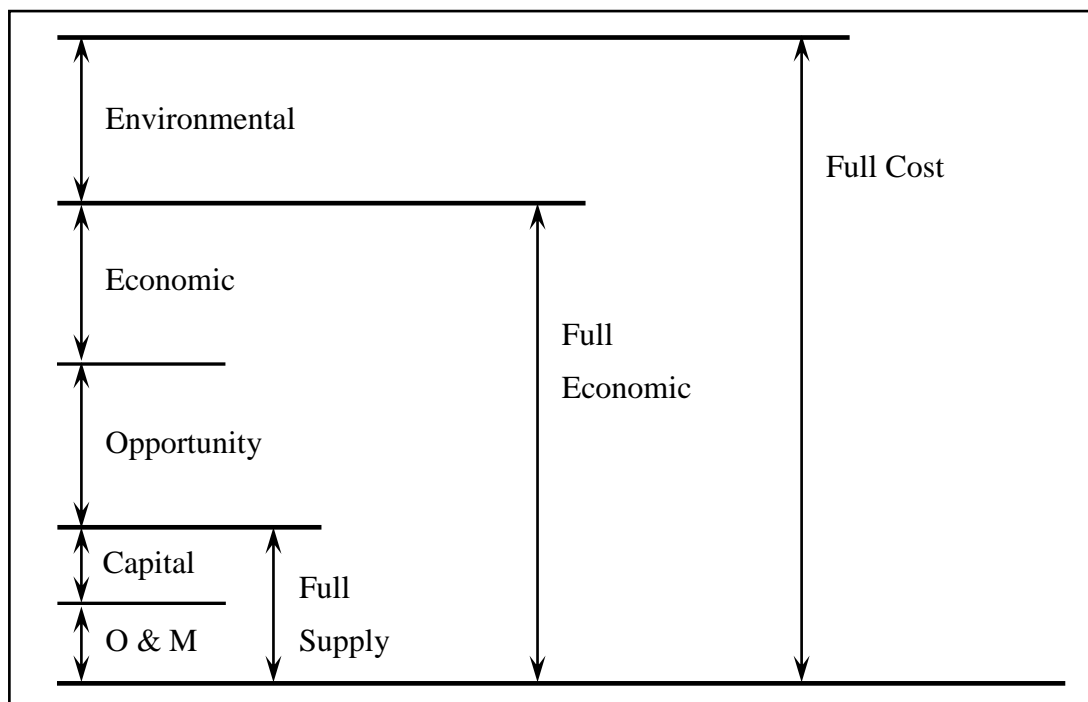 Environmental
Full Cost
Economic
Full
Economic
Opportunity
Capital
Full
O & M
Supply